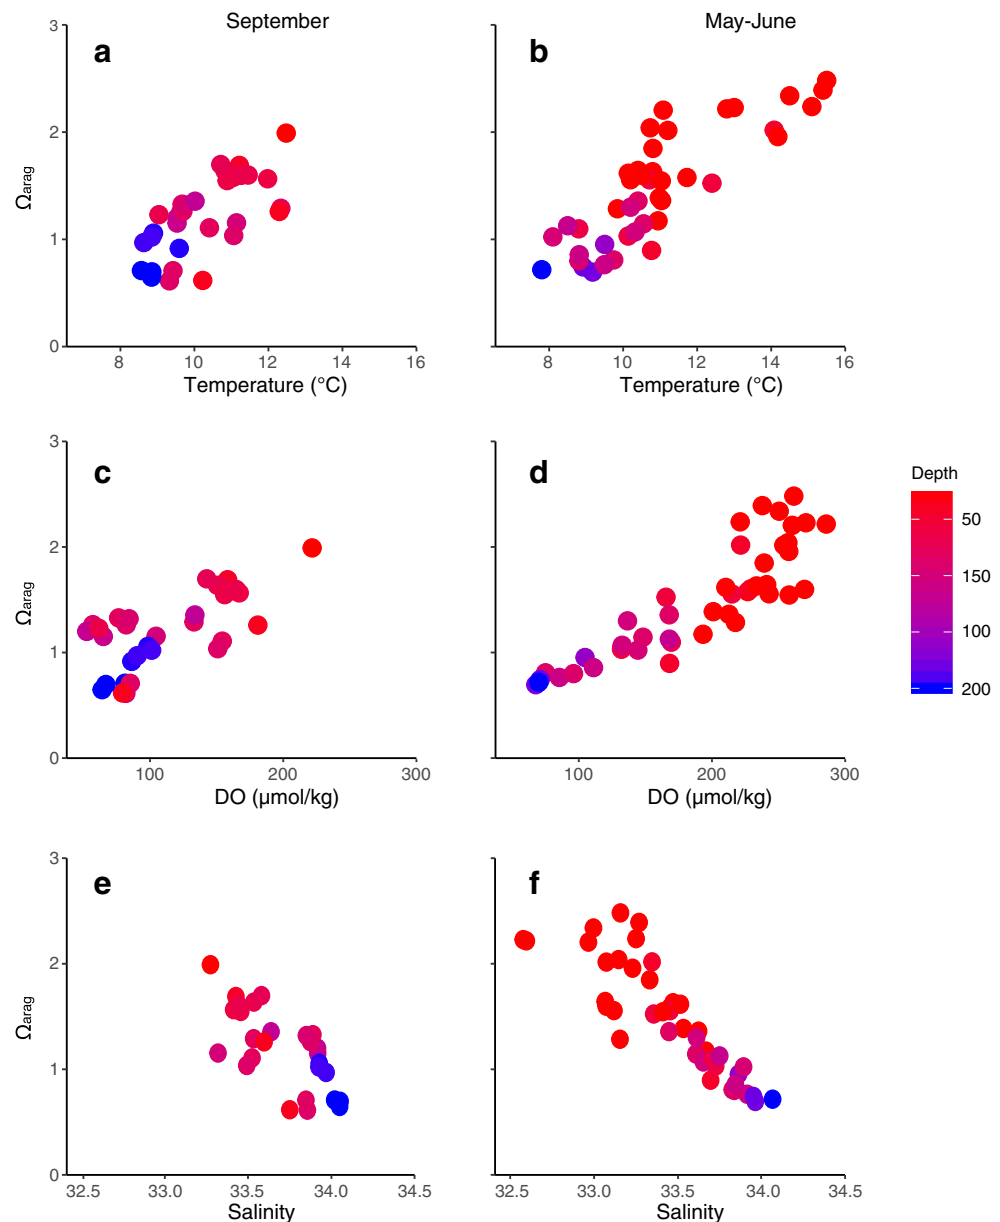 September
May-June
a
b
3
2
1
0
Ωarag
8
10
12
14
16
8
10
12
14
16
Temperature (°C)
Temperature (°C)
c
d
3
2
1
0
Ωarag
100
200
300
100
200
300
DO (μmol/kg)
DO (μmol/kg)
Depth
50
150
100
200
e
f
3
2
1
0
Ωarag
32.5
33.0
33.5
34.0
34.5
32.5
33.0
33.5
34.0
34.5
Salinity
Salinity